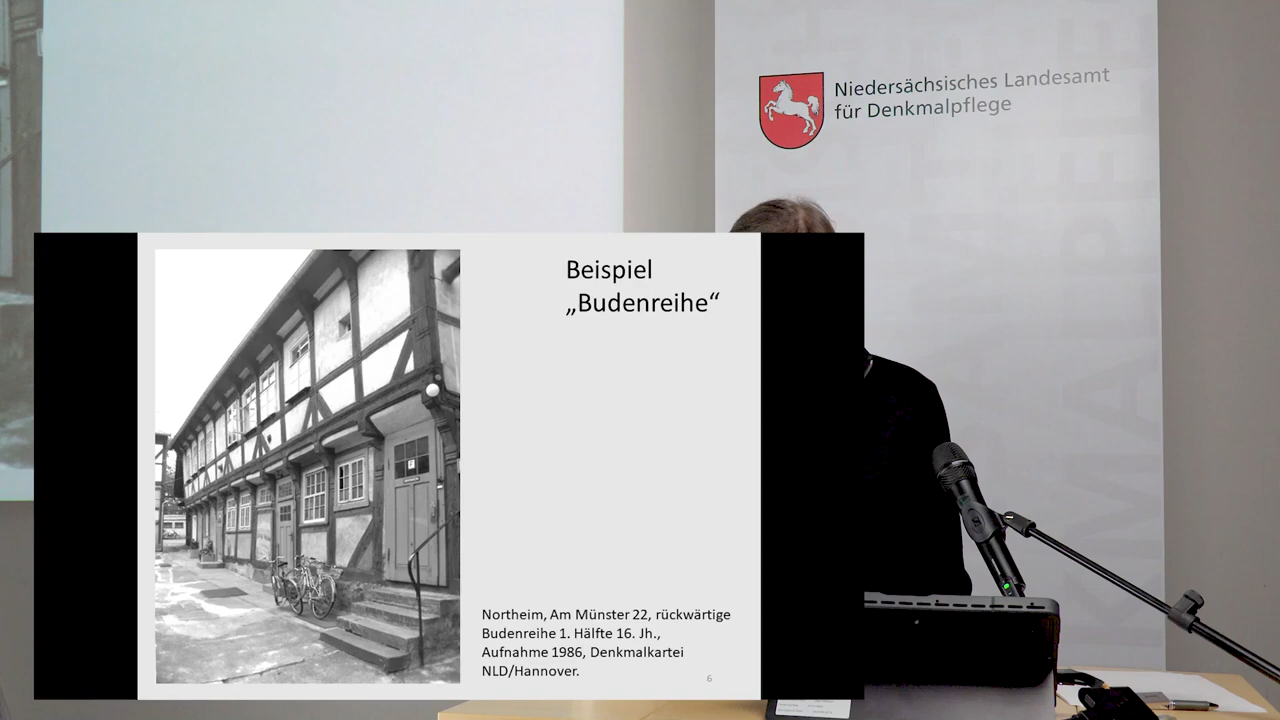 Niedersächsisches Landesamt
für Denkmalpflege
Beispiel
„Budenreihe“
Northeim, Am Münster 22, rückwärtige
Budenreihe 1. Hälfte 16. Jh.,
Aufnahme 1986, Denkmalkartei
NLD/Hannover.
6